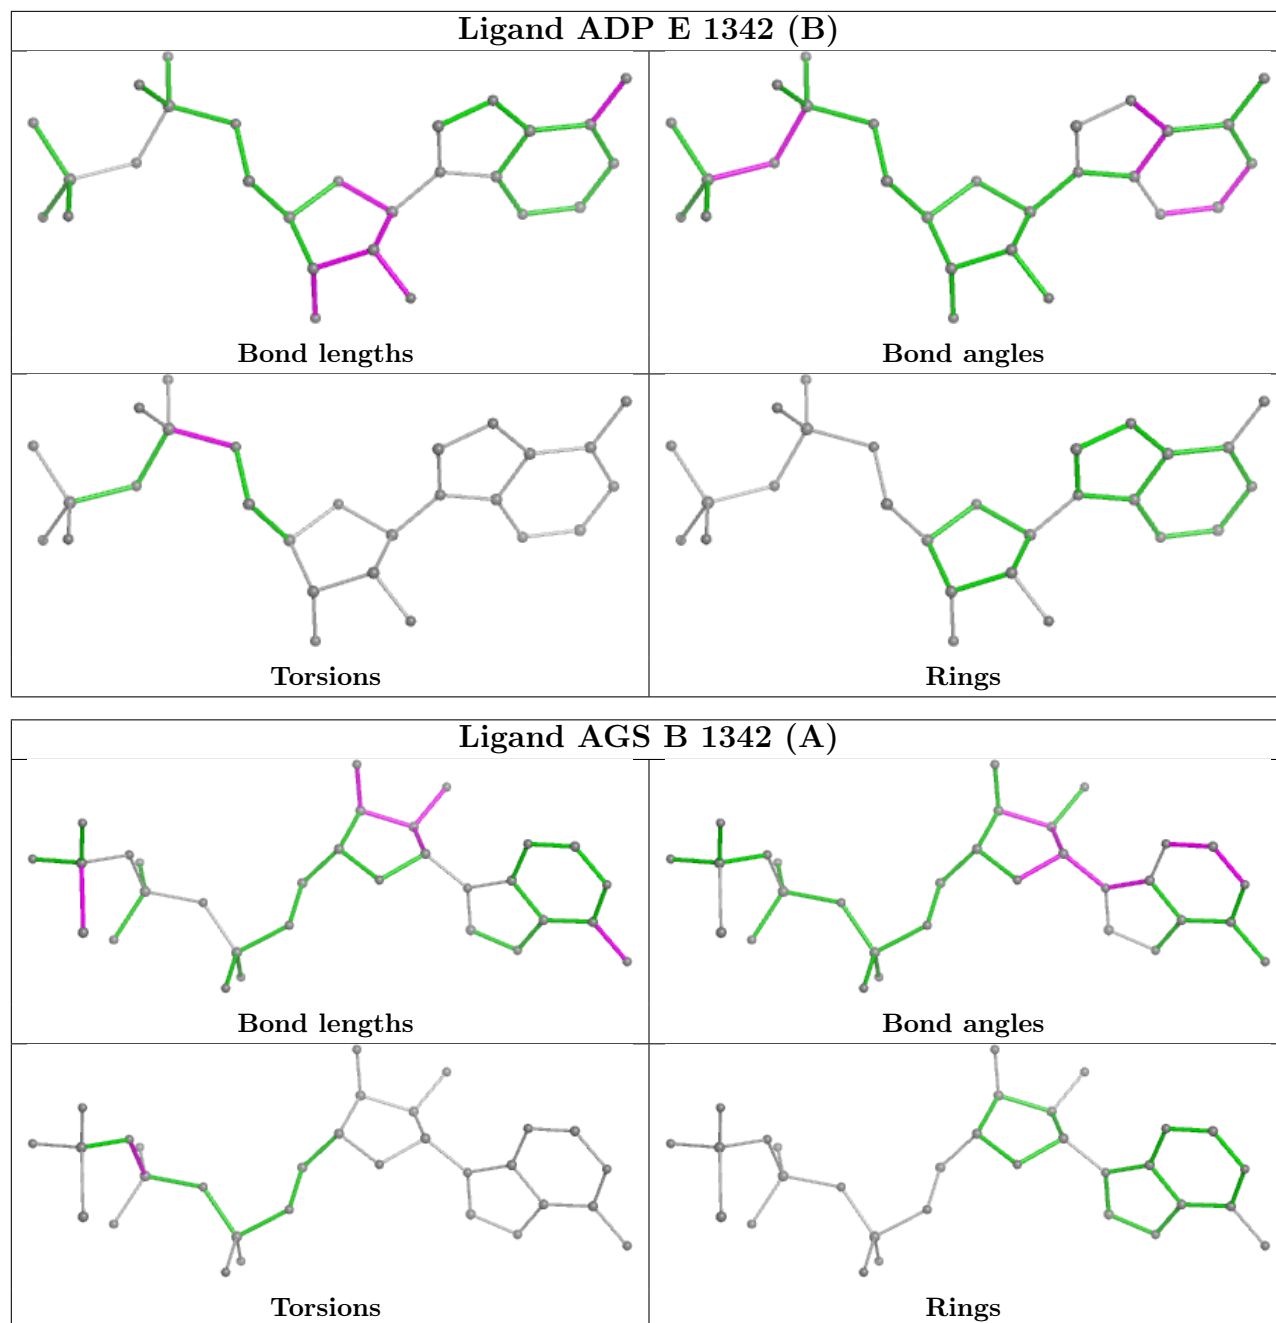 Ligand ADP E 1342 (B)
Bond lengths
Bond angles
Torsions
Rings
Ligand AGS B 1342 (A)
Bond lengths
Bond angles
Torsions
Rings